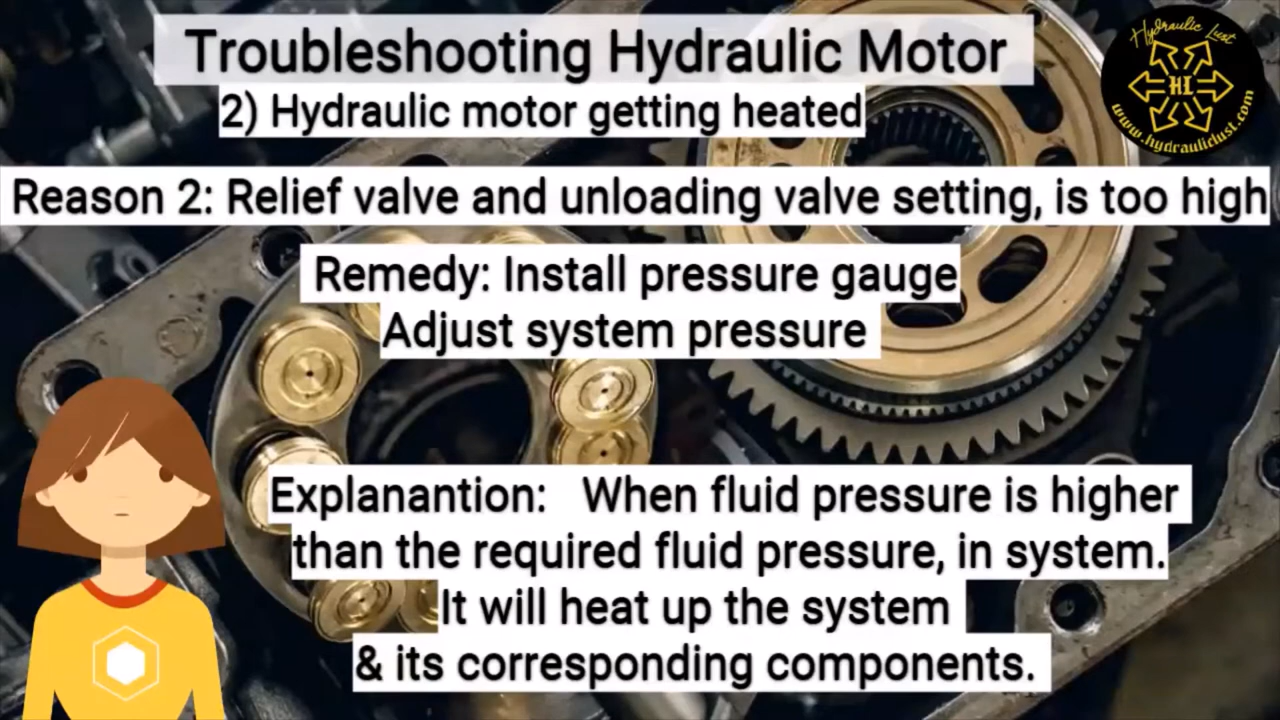 Troubleshooting Hydraulic Motor
2) Hydraulic motor getting heated
Reason 2: Relief valve and unloading valve setting, is too high
Remedy: Install pressure gauge
Adjust system pressure
Explanantion: When fluid pressure is higher
than the required fluid pressure, in system.
It will heat up the system
& its corresponding components.
Hydraulic Lust
HL
www.hydrauliclust.com